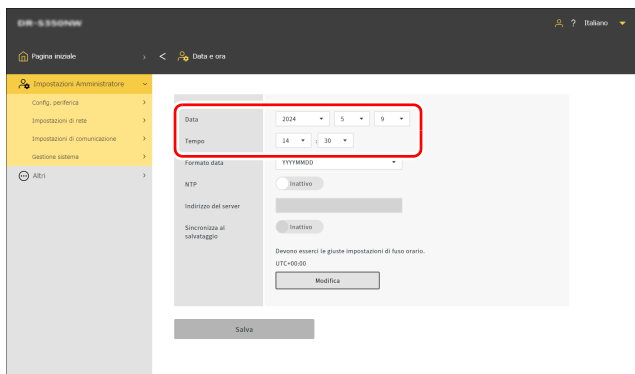 DR-S350NW
? Italiano
Pagina iniziale
Data e ora
Impostazioni Amministratore
Config. periferica
Impostazioni di rete
Impostazioni di comunicazione
Gestione sistema
Altri
Data 2024 5 9
Tempo 14 : 30
Formato data YYYYMMDD
NTP Inattivo
Indirizzo del server
Sincronizza al
salvataggio
Inattivo
Devono esserci le giuste impostazioni di fuso orario.
UTC+00:00
Modifica
Salva